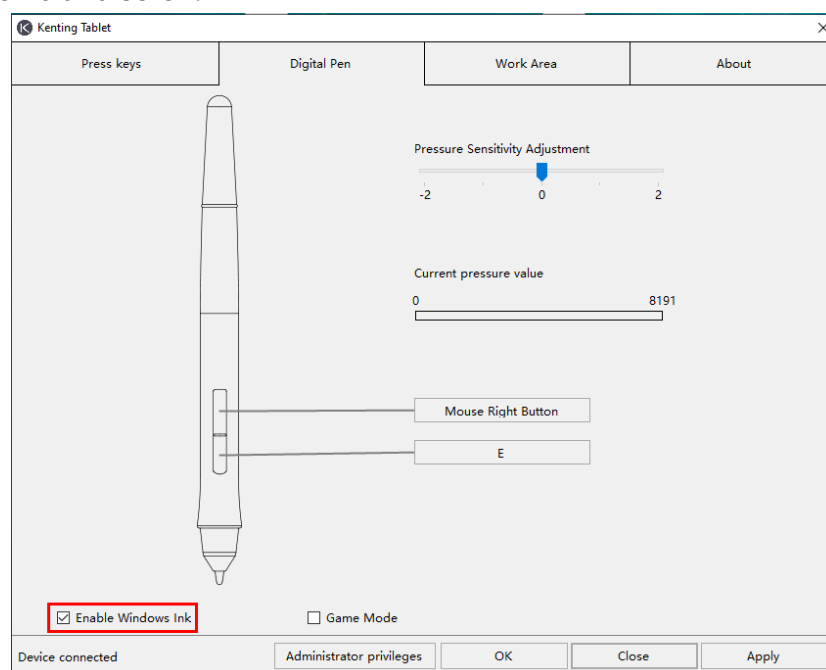 Kenting Tablet
Press keys
Digital Pen
Work Area
About
Pressure Sensitivity Adjustment
-2 0 2
Current pressure value
0 8191
Mouse Right Button
E
Enable Windows Ink
Game Mode
Device connected
Administrator privileges
OK
Close
Apply